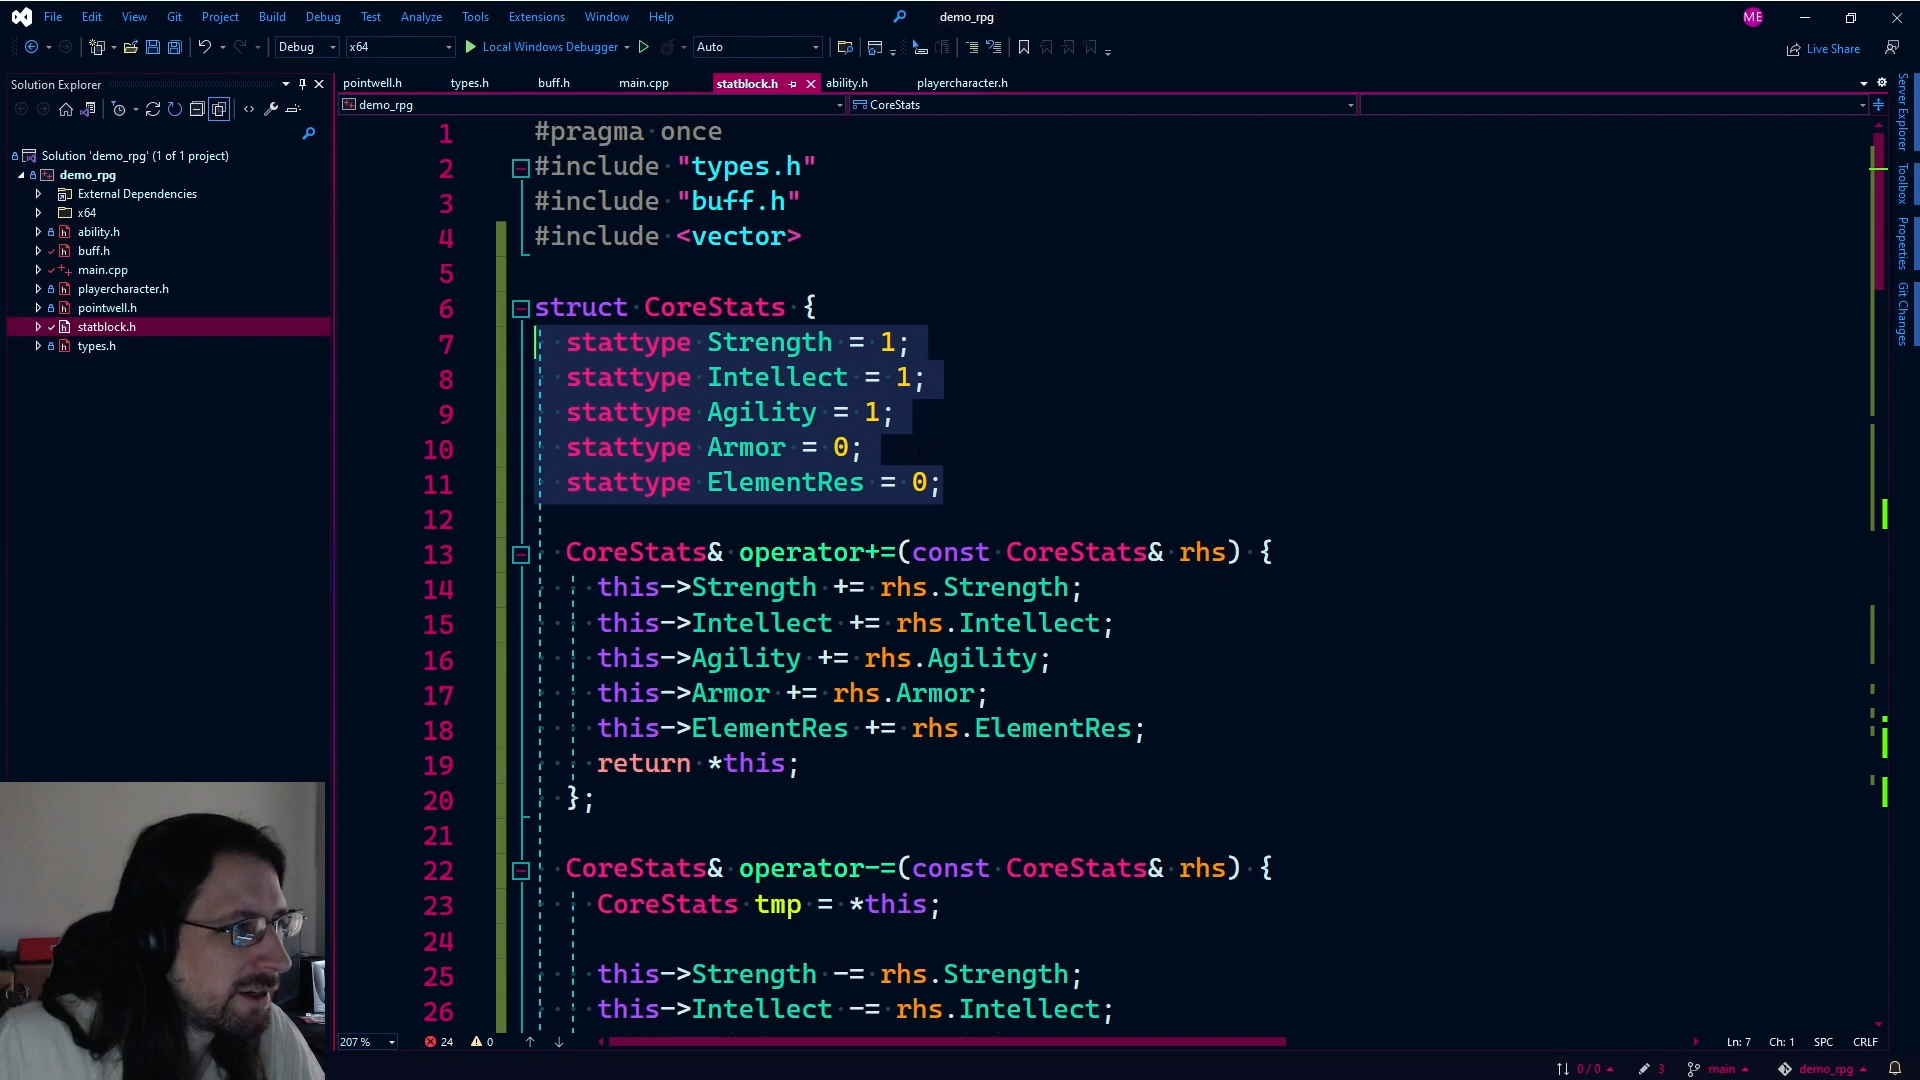 File Edit View Git Project Build Debug Test Analyze Tools Extensions Window Help demo_rpg ME
Debug x64 Local Windows Debugger Auto Live Share
Solution Explorer
Solution 'demo_rpg' (1 of 1 project)
demo_rpg
External Dependencies
x64
ability.h
buff.h
main.cpp
playercharacter.h
pointwell.h
statblock.h
types.h
pointwell.h types.h buff.h main.cpp statblock.h ability.h playercharacter.h
demo_rpg CoreStats
1 #pragma once
2 #include "types.h"
3 #include "buff.h"
4 #include <vector>
5
6 struct CoreStats {
7 stattype Strength = 1;
8 stattype Intellect = 1;
9 stattype Agility = 1;
10 stattype Armor = 0;
11 stattype ElementRes = 0;
12
13 CoreStats& operator+=(const CoreStats& rhs) {
14 this->Strength += rhs.Strength;
15 this->Intellect += rhs.Intellect;
16 this->Agility += rhs.Agility;
17 this->Armor += rhs.Armor;
18 this->ElementRes += rhs.ElementRes;
19 return *this;
20 };
21
22 CoreStats& operator-=(const CoreStats& rhs) {
23 CoreStats tmp = *this;
24
25 this->Strength -= rhs.Strength;
26 this->Intellect -= rhs.Intellect;
207 % 24 0 Ln: 7 Ch: 1 SPC CRLF
0 / 0 3 main demo_rpg
Server Explorer
Toolbox
Properties
Git Changes